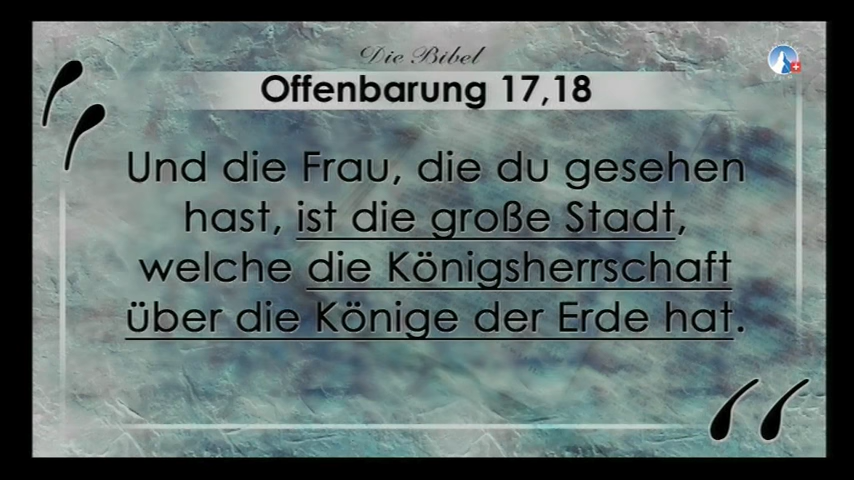 Die Bibel
Offenbarung 17,18
Und die Frau, die du gesehen
hast, ist die große Stadt,
welche die Königsherrschaft
über die Könige der Erde hat.